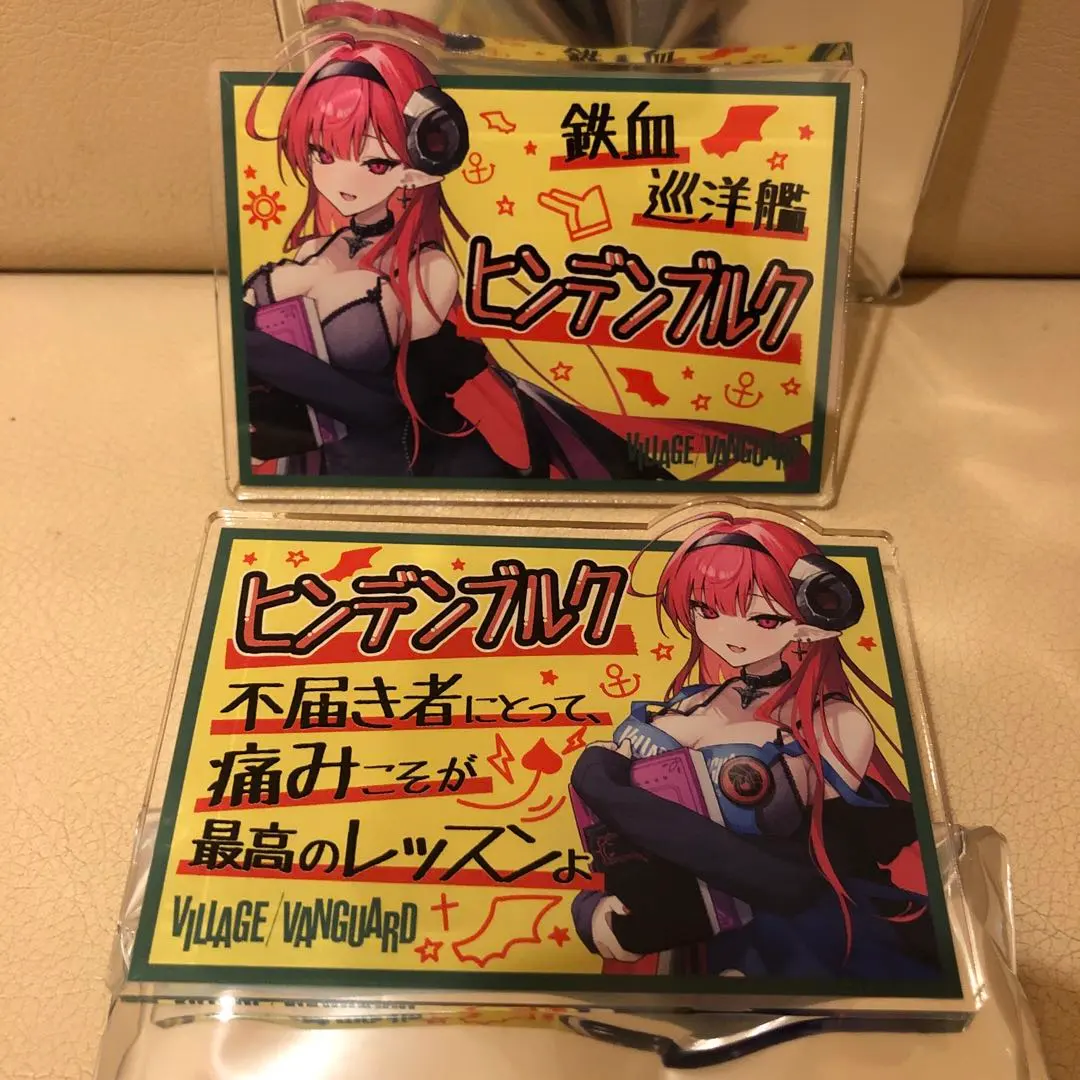 鉄血
巡洋艦
ヒンデンブルク
VILLAGE/VANGUARD
ヒンデンブルク
不届き者にとって、
痛みこそが
最高のレッスンよ
VILLAGE/VANGUARD